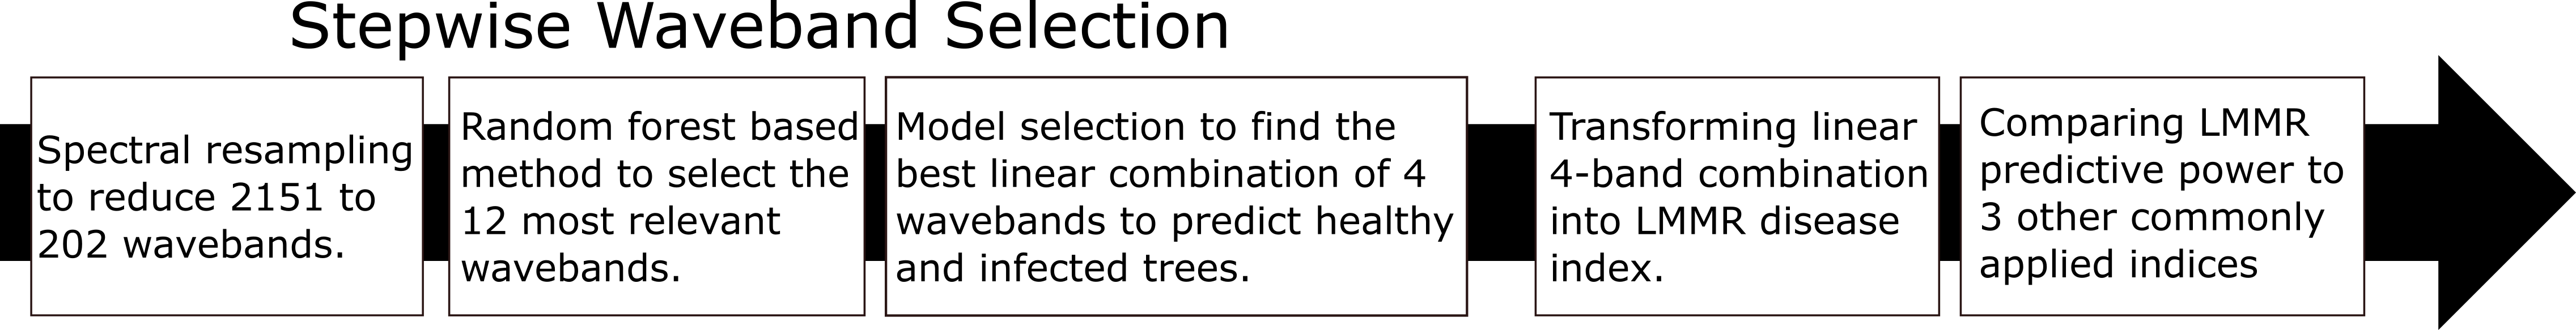 Stepwise Waveband Selection
Spectral resampling
to reduce 2151 to
202 wavebands.
Random forest based
method to select the
12 most relevant
wavebands.
Model selection to find the
best linear combination of 4
wavebands to predict healthy
and infected trees.
Transforming linear
4-band combination
into LMMR disease
index.
Comparing LMMR
predictive power to
3 other commonly
applied indices